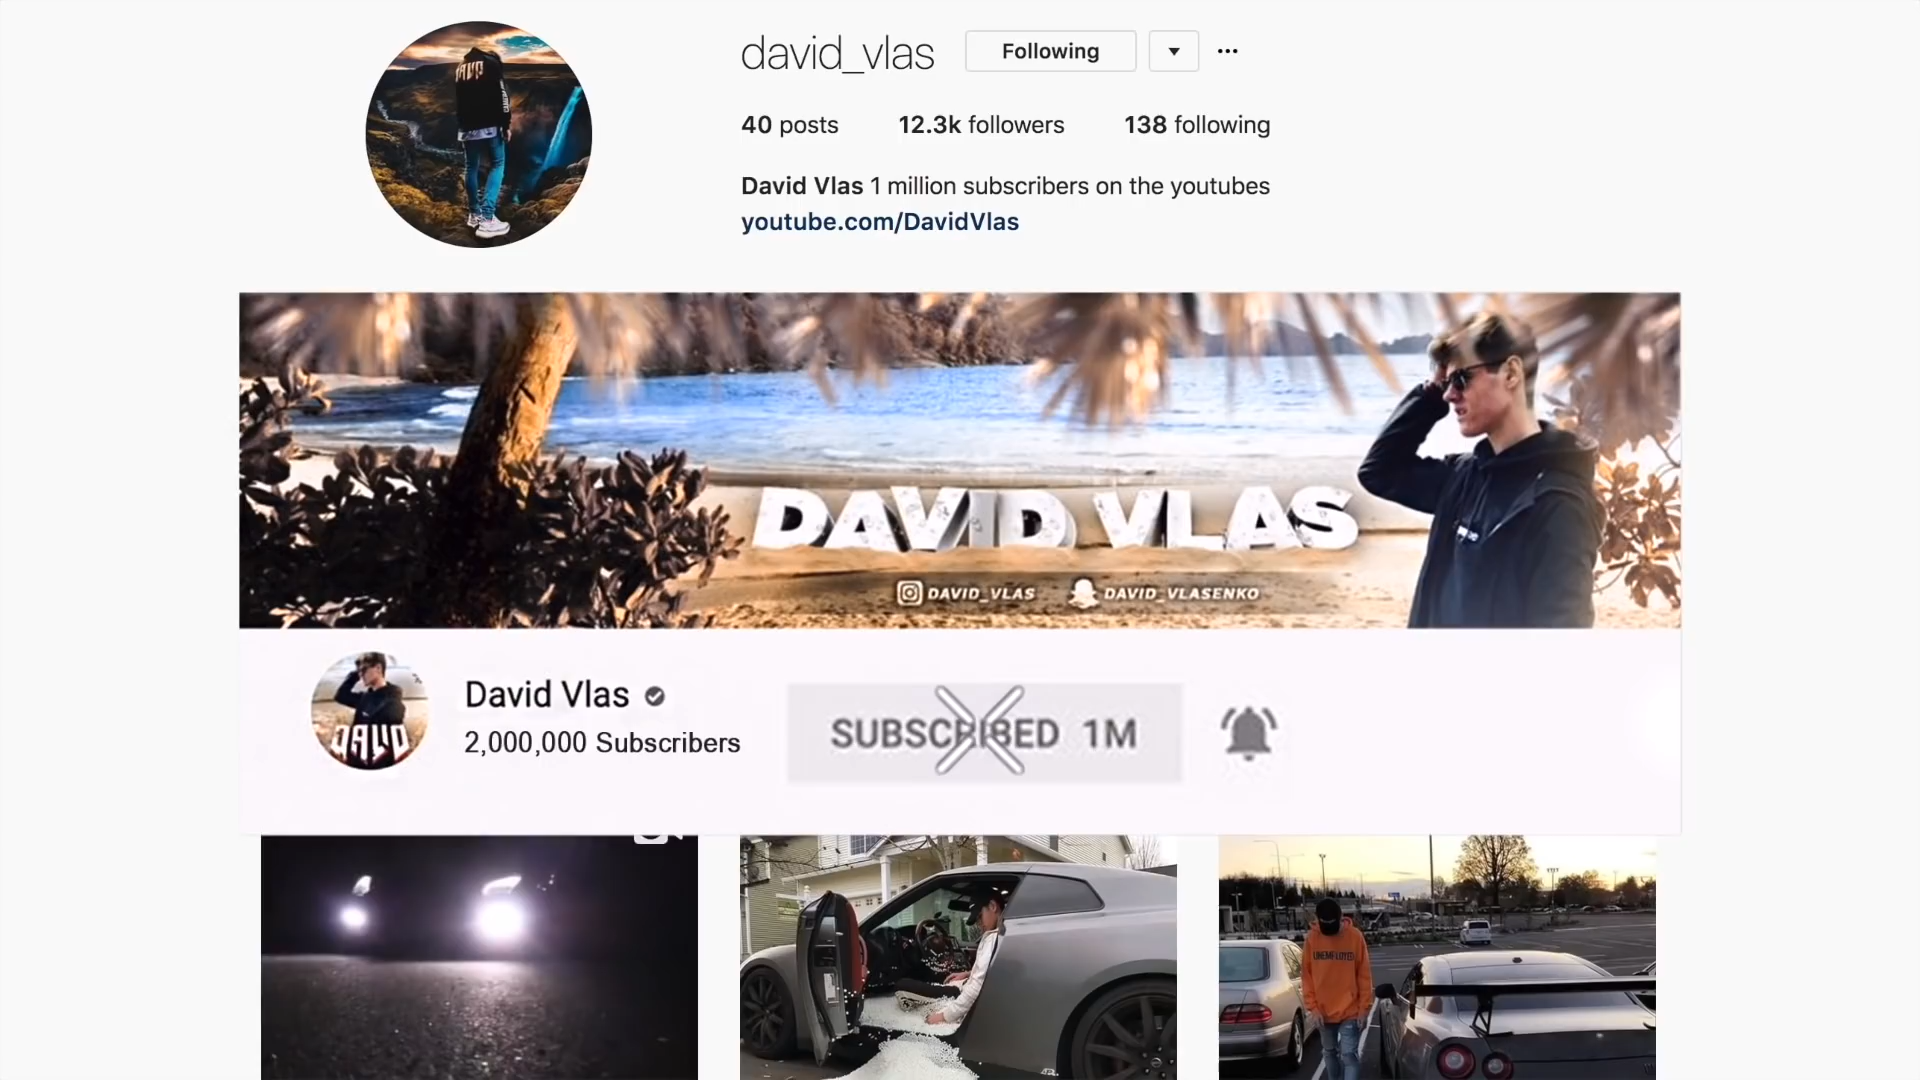 david_vlas Following
40 posts 12.3k followers 138 following
David Vlas 1 million subscribers on the youtubes
youtube.com/DavidVlas
DAVID VLAS
DAVID_VLAS DAVID_VLASENKO
David Vlas
2,000,000 Subscribers
SUBSCRIBED 1M
UNEMPLOYED